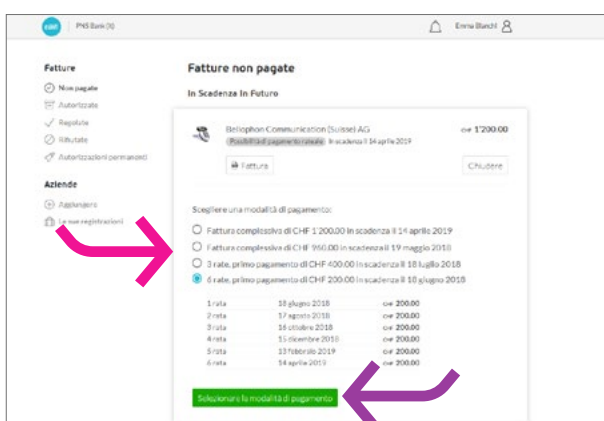 eBill PNS Bank (X) Emma Bianchi
Fatture
Non pagate
Autorizzate
Regolate
Rifiutate
Autorizzazioni permanenti
Aziende
Aggiungere
Le sue registrazioni
Fatture non pagate
In Scadenza In Futuro
Bellophon Communication (Suisse) AG CHF 1'200.00
Possibilità di pagamento rateale In scadenza il 14 aprile 2019
Fattura Chiudere
Scegliere una modalità di pagamento:
Fattura complessiva di CHF 1'200.00 in scadenza il 14 aprile 2019
Fattura complessiva di CHF 960.00 in scadenza il 19 maggio 2018
3 rate, primo pagamento di CHF 400.00 in scadenza il 18 luglio 2018
6 rate, primo pagamento di CHF 200.00 in scadenza il 18 giugno 2018
1 rata 18 giugno 2018 CHF 200.00
2 rata 17 agosto 2018 CHF 200.00
3 rata 16 ottobre 2018 CHF 200.00
4 rata 15 dicembre 2018 CHF 200.00
5 rata 13 febbraio 2019 CHF 200.00
6 rata 14 aprile 2019 CHF 200.00
Selezionare la modalità di pagamento